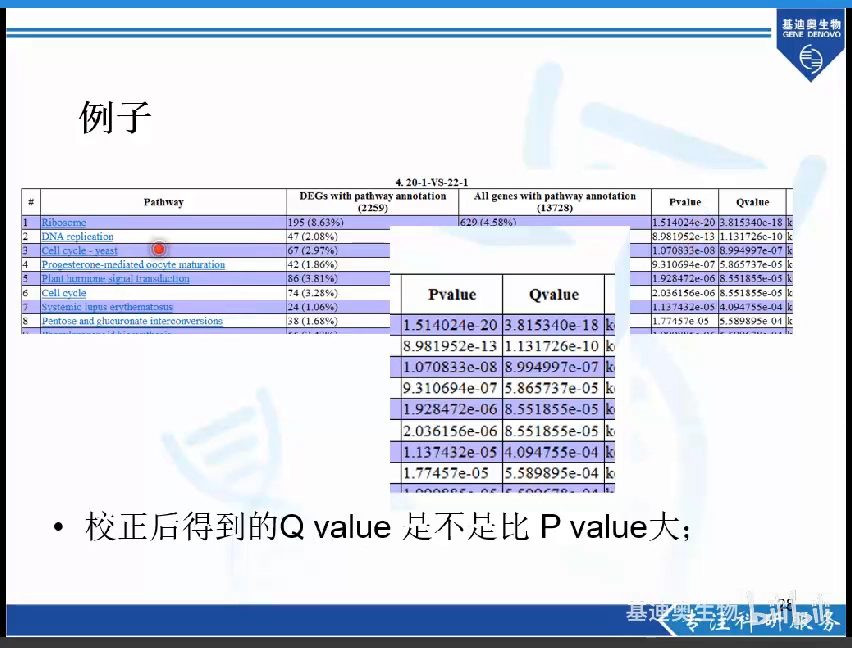 基迪奥生物
GENE DENOVO
例子
4. 20-1-VS-22-1
# Pathway DEGs with pathway annotation (2259) All genes with pathway annotation (13728) Pvalue Qvalue
1 Ribosome 195 (8.63%) 629 (4.58%) 1.514024e-20 3.815340e-18 k
2 DNA replication 47 (2.08%) 8.981952e-13 1.131726e-10 k
3 Cell cycle - yeast 67 (2.97%) 1.070833e-08 8.994997e-07 k
4 Progesterone-mediated oocyte maturation 42 (1.86%) 9.310694e-07 5.865737e-05 k
5 Plant hormone signal transduction 86 (3.81%) 1.928472e-06 8.551855e-05 k
6 Cell cycle 74 (3.28%) 2.036156e-06 8.551855e-05 k
7 Systemic lupus erythematosus 24 (1.06%) 1.137432e-05 4.094755e-04 k
8 Pentose and glucuronate interconversions 38 (1.68%) 1.77457e-05 5.589895e-04 k
Pvalue Qvalue
1.514024e-20 3.815340e-18 k
8.981952e-13 1.131726e-10 k
1.070833e-08 8.994997e-07 k
9.310694e-07 5.865737e-05 k
1.928472e-06 8.551855e-05 k
2.036156e-06 8.551855e-05 k
1.137432e-05 4.094755e-04 k
1.77457e-05 5.589895e-04 k
• 校正后得到的Q value 是不是比 P value大;
28
基迪奥生物 bilibili
专注科研服务